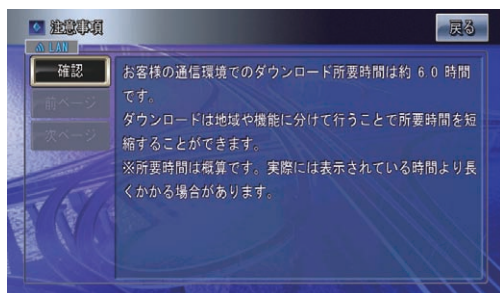 注意事項
戻る
LAN
確認
前ページ
次ページ
お客様の通信環境でのダウンロード所要時間は約 6 0 時間
です。
ダウンロードは地域や機能に分けて行うことで所要時間を短
縮することができます。
※所要時間は概算です。実際には表示されている時間より長
くかかる場合があります。